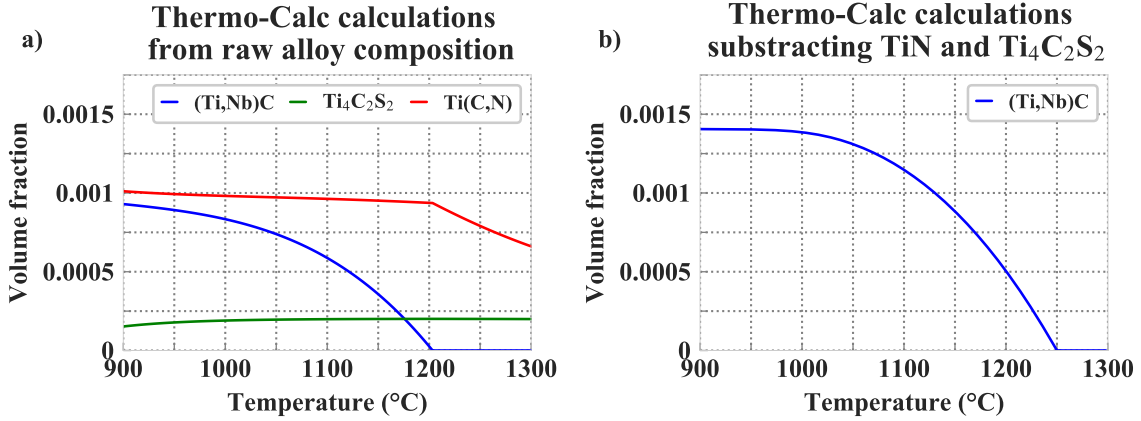 a)
Thermo-Calc calculations
from raw alloy composition
(Ti,Nb)C
Ti₄C₂S₂
Ti(C,N)
Volume fraction
0.0015
0.001
0.0005
0
900
1000
1100
1200
1300
Temperature (°C)
b)
Thermo-Calc calculations
substracting TiN and Ti₄C₂S₂
(Ti,Nb)C
Volume fraction
0.0015
0.001
0.0005
0
900
1000
1100
1200
1300
Temperature (°C)